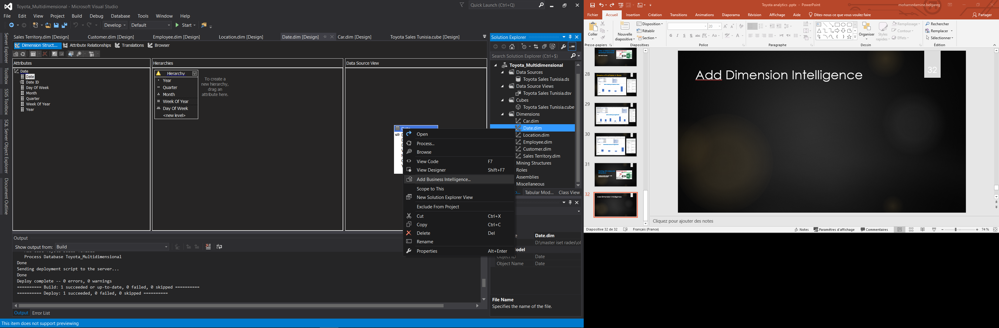 Toyota_Multidimensional - Microsoft Visual Studio
Quick Launch (Ctrl+Q)
File Edit View Project Build Debug Database Tools Window Help
Develop Default Start
Sales Territory.dim [Design] Customer.dim [Design] Employee.dim [Design] Location.dim [Design] Date.dim [Design] Car.dim [Design] Toyota Sales Tunisia.cube [Design]
Dimension Struct... Attribute Relationships Translations Browser
Server Explorer
Toolbox
SSIS Toolbox
SQL Server Object Explorer
Document Outline
Attributes
Date
Date
Date ID
Day Of Week
Month
Quarter
Week Of Year
Year
Hierarchies
Hierarchy
Year
Quarter
Month
Week Of Year
Day Of Week
<new level>
To create a
new hierarchy,
drag an
attribute here.
Data Source View
Date
Open
Process...
Browse
View Code F7
View Designer Shift+F7
Add Business Intelligence...
Scope to This
New Solution Explorer View
Exclude From Project
Cut Ctrl+X
Copy Ctrl+C
Delete Del
Rename
Properties Alt+Enter
Solution Explorer
Search Solution Explorer (Ctrl+$)
Toyota_Multidimensional
Data Sources
Toyota Sales Tunisia.ds
Data Source Views
Toyota Sales Tunisia.dsv
Cubes
Toyota Sales Tunisia.cube
Dimensions
Car.dim
Date.dim
Location.dim
Employee.dim
Customer.dim
Sales Territory.dim
Mining Structures
Roles
Assemblies
Miscellaneous
Tabular Mod... Class View
Date.dim
D:\master iset rades\ol
Object ID Date
Object Name Date
File Name
Specifies the name of the file.
Output
Show output from: Build
Process Database Toyota_Multidimensional
Done
Sending deployment script to the server...
Done
Deploy complete -- 0 errors, 0 warnings
========== Build: 1 succeeded or up-to-date, 0 failed, 0 skipped ==========
========== Deploy: 1 succeeded, 0 failed, 0 skipped ==========
Output Error List
This item does not support previewing
Toyota analytics .pptx - PowerPoint
mohamedamine.belgareg
Fichier Accueil Insertion Création Transitions Animations Diaporama Révision Affichage Aide Dites-nous ce que vous voulez faire Partager
Coller
Presse-papiers
Nouvelle
diapositive
Disposition
Rétablir
Section
Diapositives
20
Police
Paragraphe
Organiser
Styles
rapides
Remplissage
Contour
Effets
Dessin
Rechercher
Remplacer
Sélectionner
Édition
28
29
30
31
32
Add Dimension Intelligence
Add Dimension Intelligence
32
Cliquez pour ajouter des notes
Diapositive 32 de 32 Français (France) Notes Paramètres d'affichage Commentaires 74 %